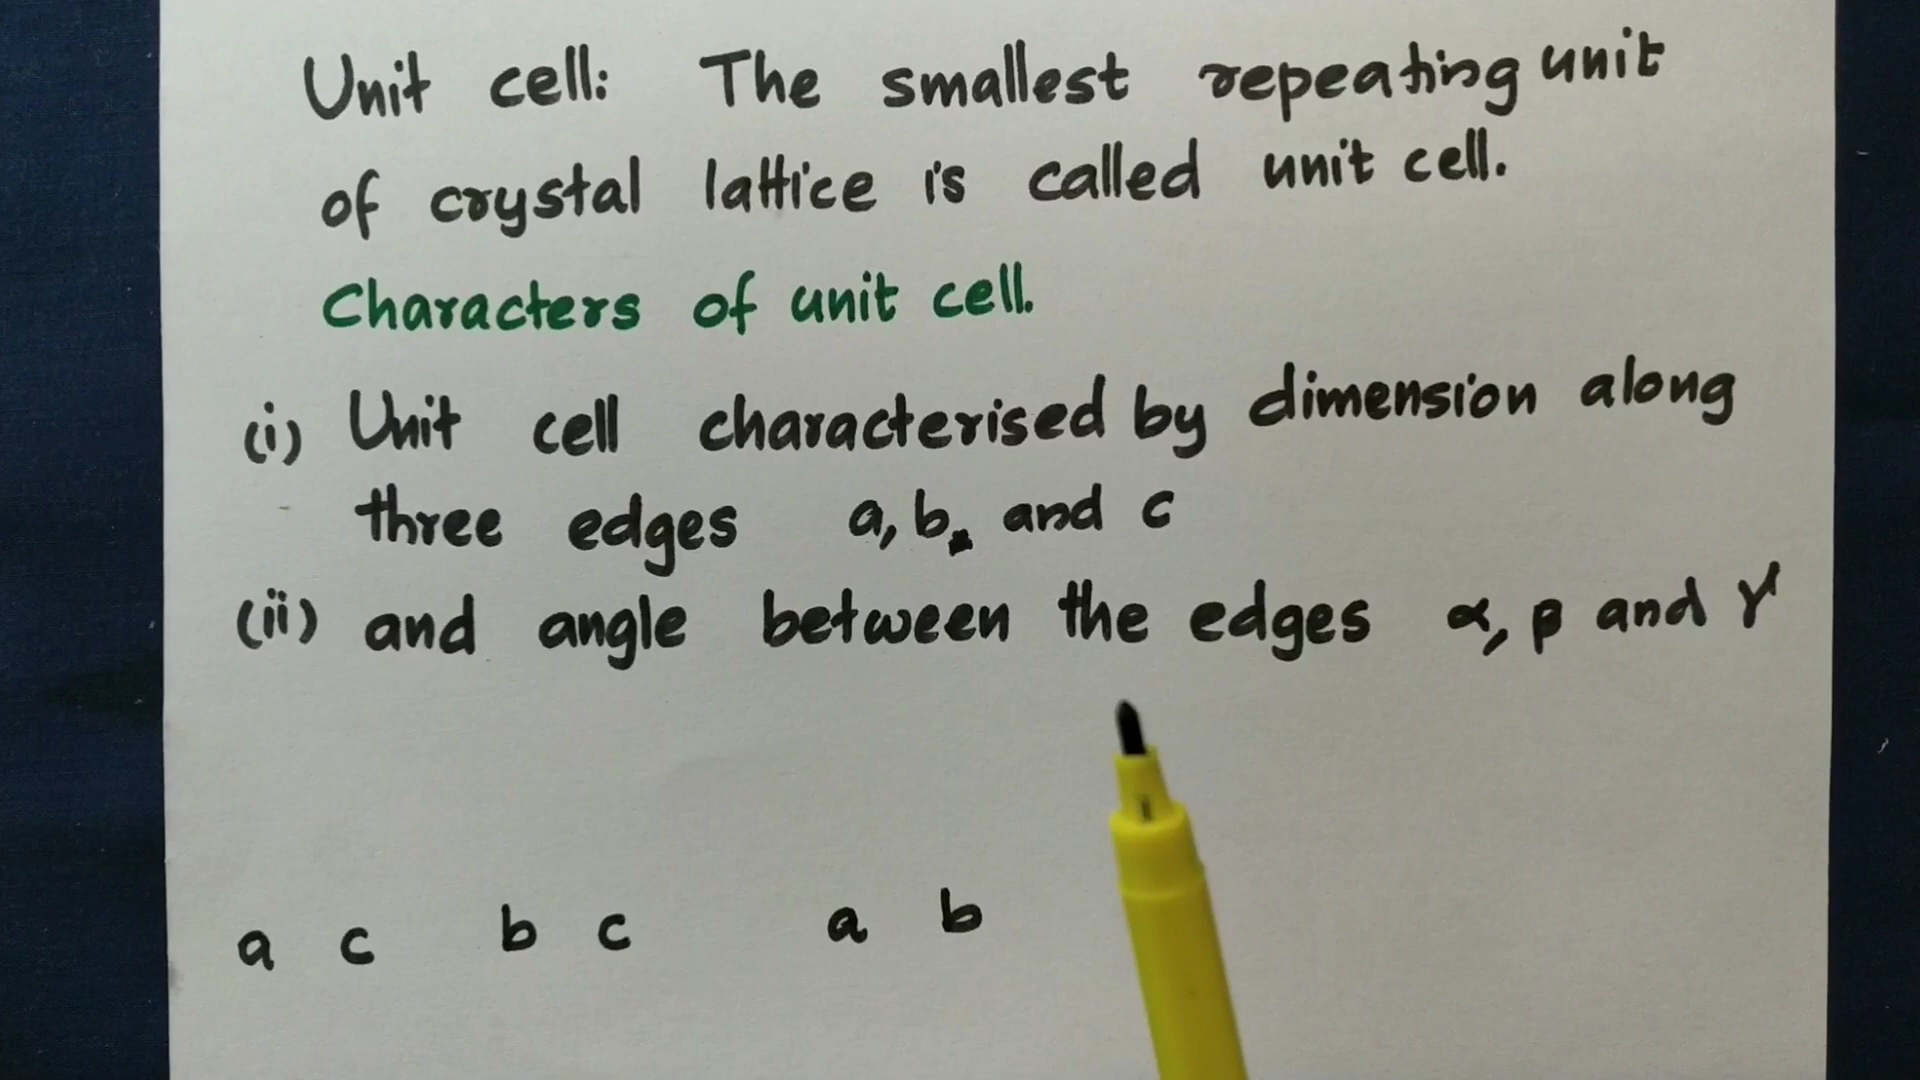 Unit cell: The smallest repeating unit
of crystal lattice is called unit cell.
Characters of unit cell.
(i) Unit cell characterised by dimension along
three edges a, b, and c
(ii) and angle between the edges α, β and γ
a c b c a b